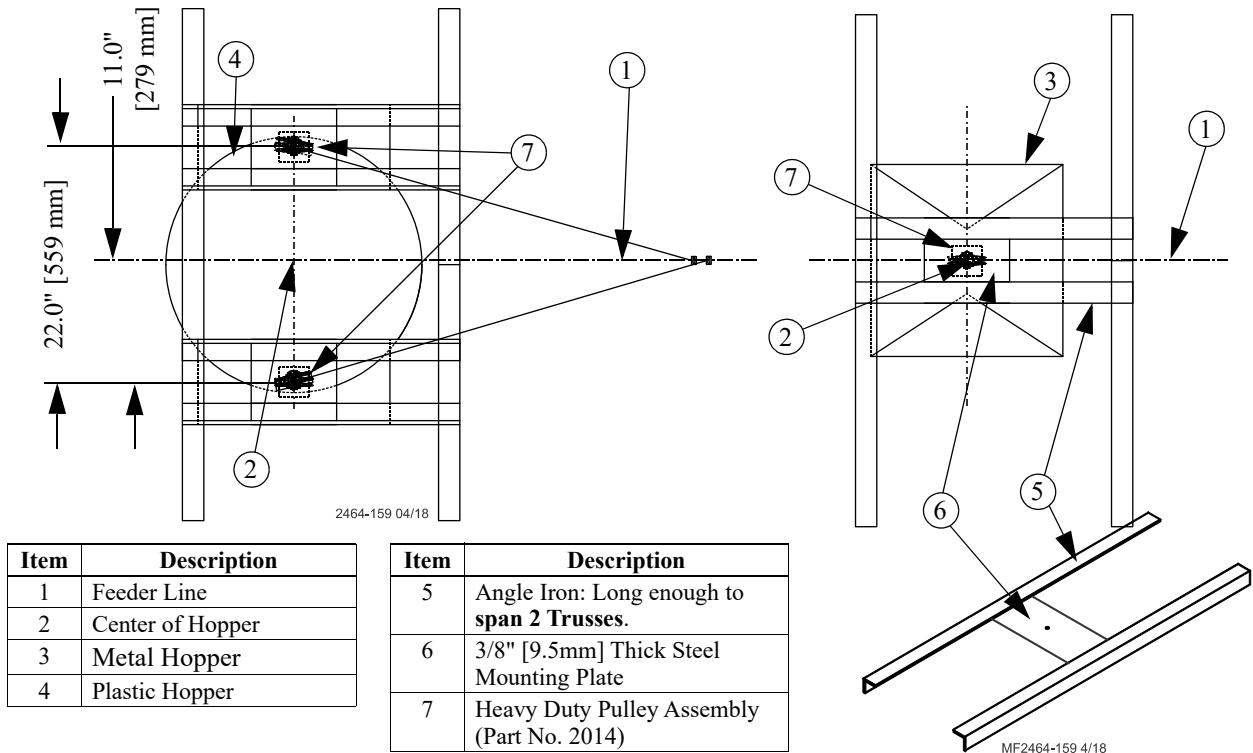 11.0"
[279 mm]
22.0" [559 mm]
4
1
7
2
2464-159 04/18
3
1
7
2
6
5
MF2464-159 4/18
Item Description
1 Feeder Line
2 Center of Hopper
3 Metal Hopper
4 Plastic Hopper
Item Description
5 Angle Iron: Long enough to
span 2 Trusses.
6 3/8" [9.5mm] Thick Steel
Mounting Plate
7 Heavy Duty Pulley Assembly
(Part No. 2014)